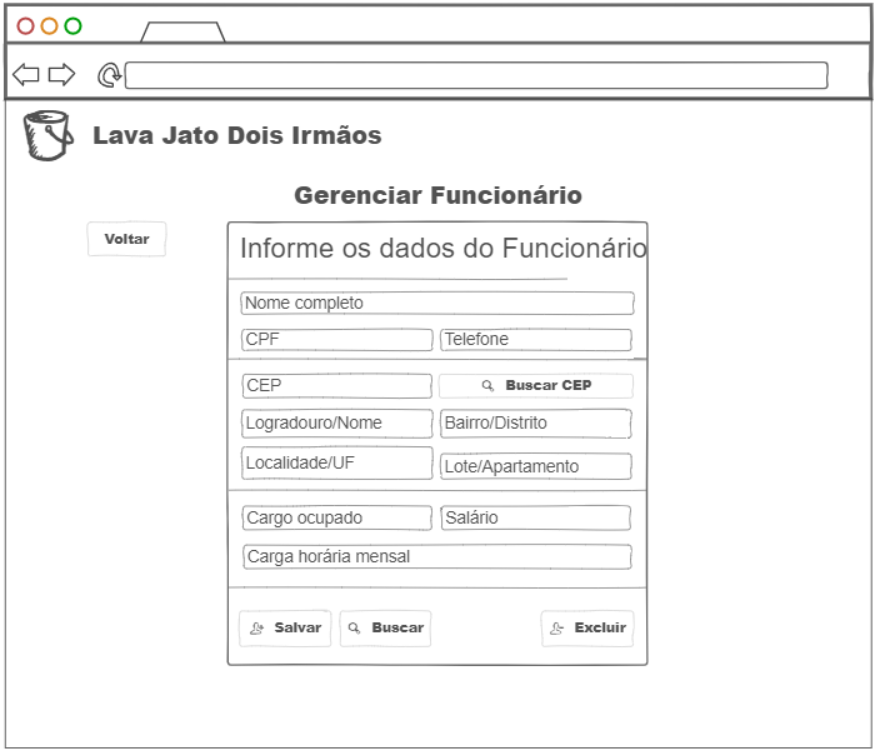 Lava Jato Dois Irmãos
Gerenciar Funcionário
Voltar
Informe os dados do Funcionário
Nome completo
CPF Telefone
CEP Buscar CEP
Logradouro/Nome Bairro/Distrito
Localidade/UF Lote/Apartamento
Cargo ocupado Salário
Carga horária mensal
Salvar Buscar Excluir